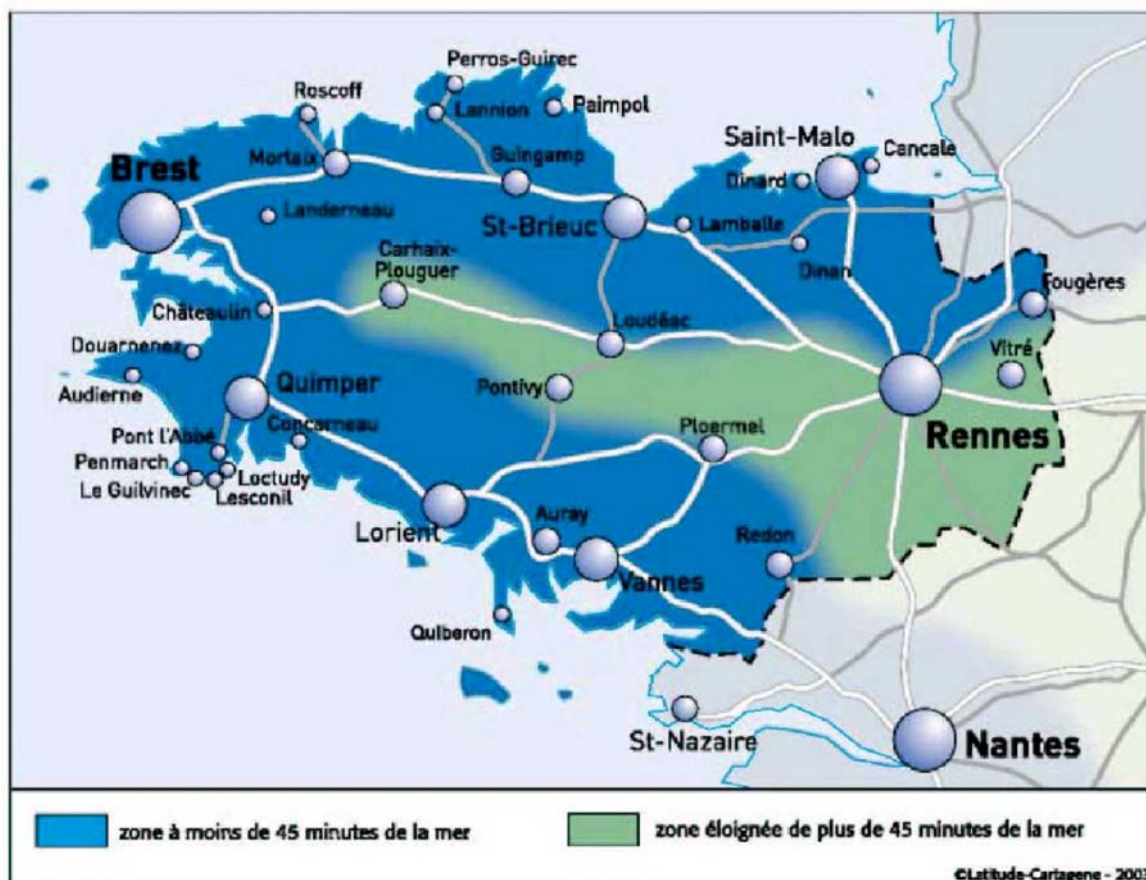 Perros-Guirec
Roscoff
Lannion
Paimpol
Saint-Malo
Cancale
Morlaix
Guingamp
Dinard
Brest
Landerneau
St-Brieuc
Lamballe
Carhaix-
Plouguer
Dinan
Fougères
Châteaulin
Loudéac
Douarnenez
Vitré
Audierne
Quimper
Pontivy
Concarneau
Ploermel
Rennes
Pont l'Abbé
Penmarch
Loctudy
Le Guilvinec
Lesconil
Lorient
Auray
Redon
Vannes
Quiberon
St-Nazaire
Nantes
zone à moins de 45 minutes de la mer
zone éloignée de plus de 45 minutes de la mer